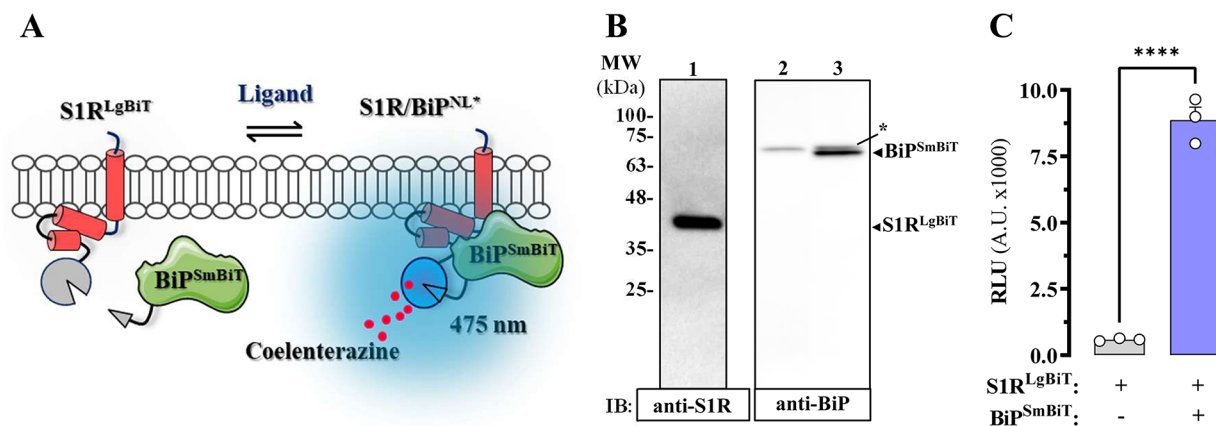 A
Ligand
S1R^LgBiT
S1R/BiP^NL*
BiP^SmBiT
BiP^SmBiT
475 nm
Coelenterazine
B
MW
(kDa)
1
2
3
100-
75-
63-
48-
35-
25-
*
◄BiP^SmBiT
◄S1R^LgBiT
IB:
anti-S1R
anti-BiP
C
****
RLU (A.U. x1000)
10.0
7.5
5.0
2.5
0.0
S1R^LgBiT: + +
BiP^SmBiT: - +